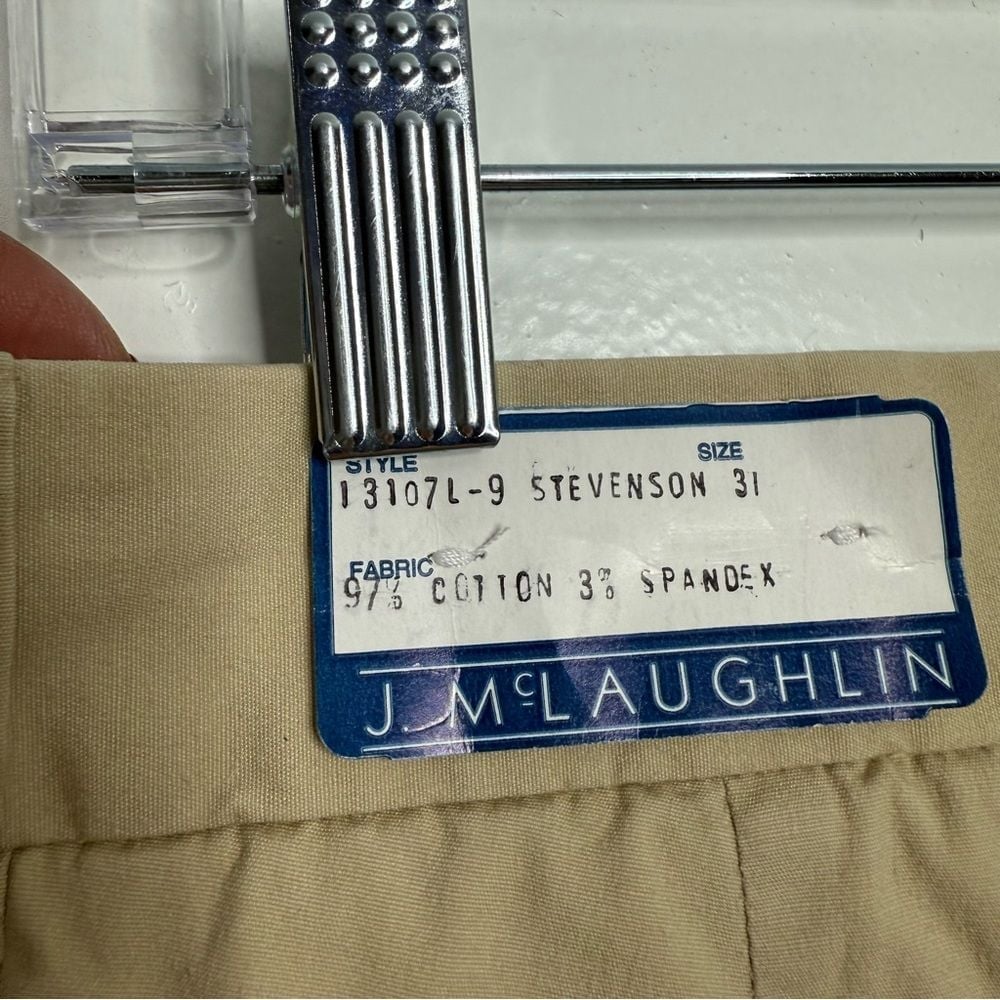 STYLE SIZE
13107L-9 STEVENSON 31
FABRIC
97% COTTON 3% SPANDEX
J. McLAUGHLIN